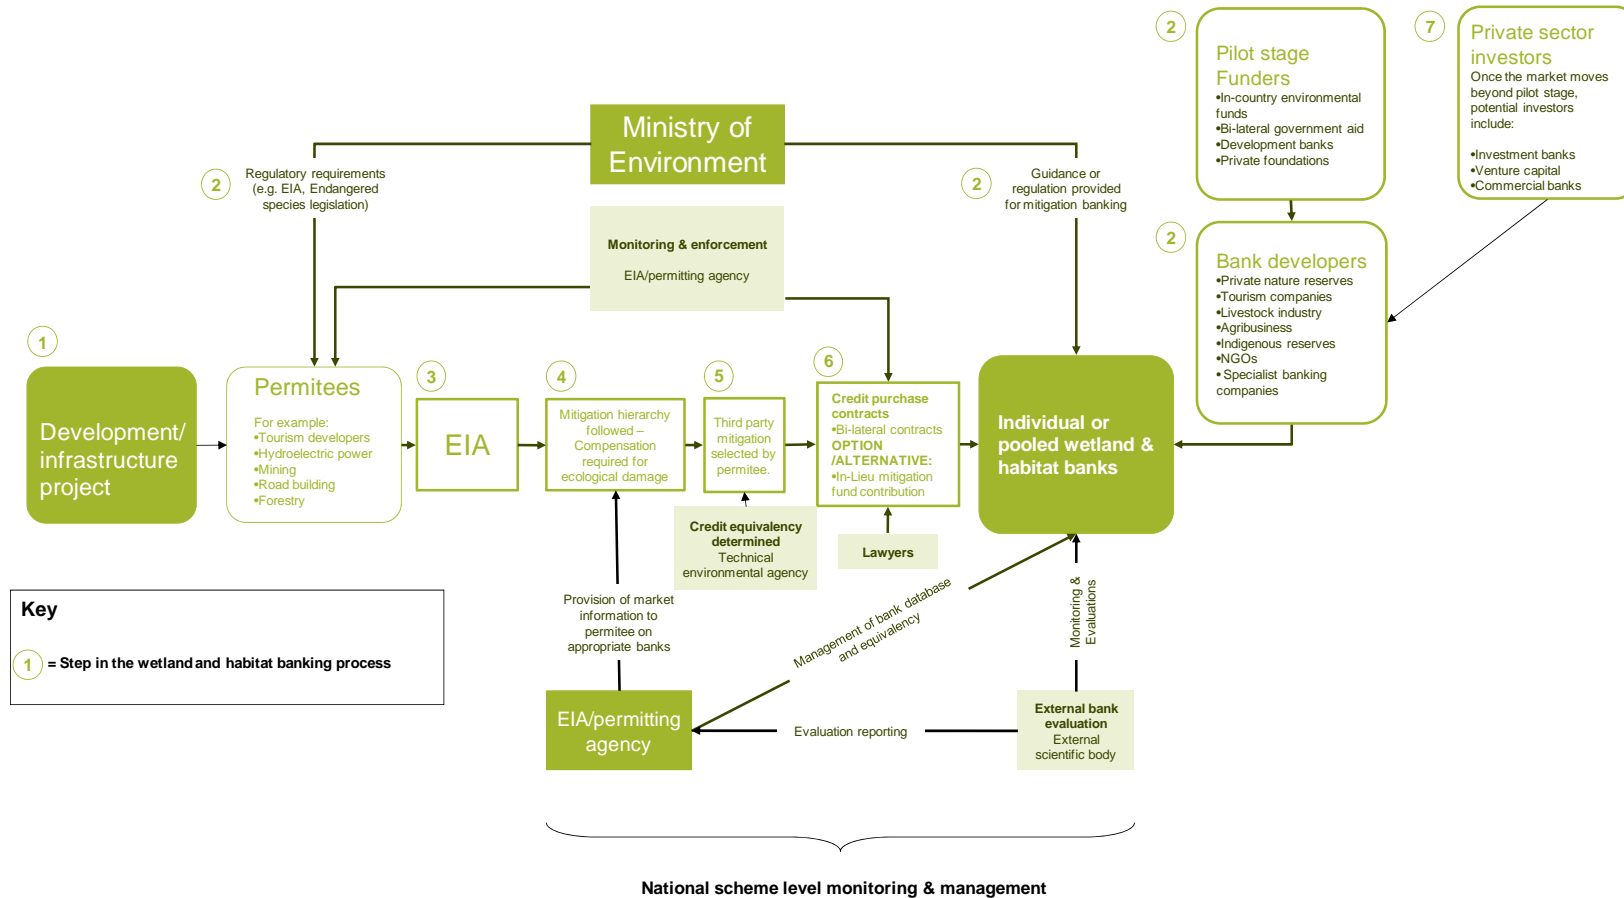 2
Pilot stage
Funders
•In-country environmental
funds
•Bi-lateral government aid
•Development banks
•Private foundations
7
Private sector
investors
Once the market moves
beyond pilot stage,
potential investors
include:
•Investment banks
•Venture capital
•Commercial banks
Ministry of
Environment
2
Regulatory requirements
(e.g. EIA, Endangered
species legislation)
2
Guidance or
regulation provided
for mitigation banking
Monitoring & enforcement
EIA/permitting agency
2
Bank developers
•Private nature reserves
•Tourism companies
•Livestock industry
•Agribusiness
•Indigenous reserves
•NGOs
• Specialist banking
companies
1
Development/
infrastructure
project
Permitees
For example:
•Tourism developers
•Hydroelectric power
•Mining
•Road building
•Forestry
3
EIA
4
Mitigation hierarchy
followed –
Compensation
required for
ecological damage
5
Third party
mitigation
selected by
permitee.
6
Credit purchase
contracts
•Bi-lateral contracts
OPTION
/ALTERNATIVE:
•In-Lieu mitigation
fund contribution
Individual or
pooled wetland &
habitat banks
Credit equivalency
determined
Technical
environmental agency
Lawyers
Provision of market
information to
permitee on
appropriate banks
Management of bank database
and equivalency
Monitoring &
Evaluations
Key
1 = Step in the wetland and habitat banking process
EIA/permitting
agency
Evaluation reporting
External bank
evaluation
External
scientific body
National scheme level monitoring & management